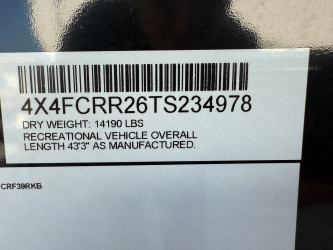 4X4FCRR26TS234978
DRY WEIGHT: 14190 LBS
RECREATIONAL VEHICLE OVERALL
LENGTH 43'3" AS MANUFACTURED.
CRF39RKB